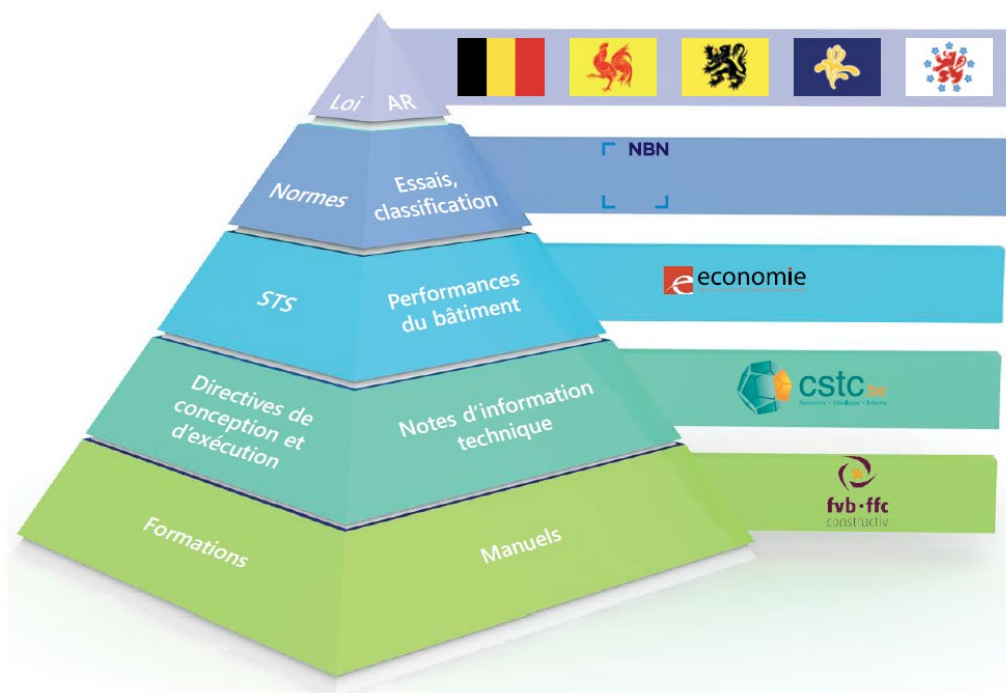 Loi AR
NBN
Normes
Essais,
classification
economie
STS
Performances
du bâtiment
cstc.be
Directives de
conception et
d'exécution
Notes d'information
technique
fvb·ffc
constructiv
Formations
Manuels